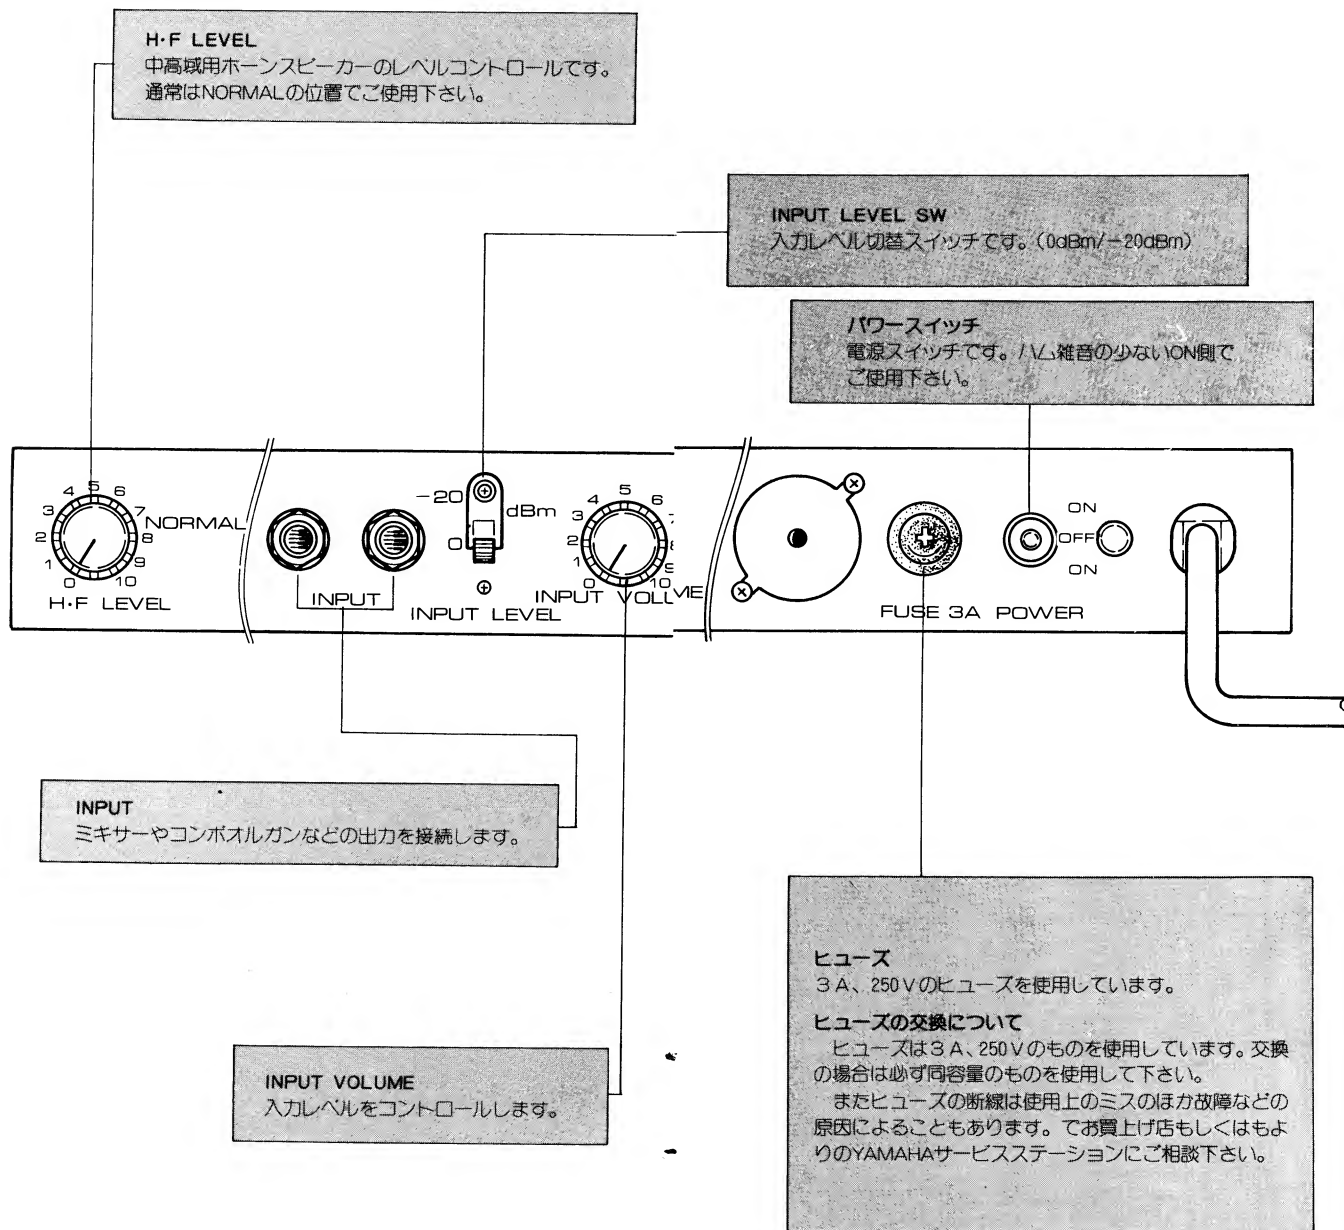 H·F LEVEL
中高域用ホーンスピーカーのレベルコントロールです。
通常はNORMALの位置でご使用下さい。
INPUT LEVEL SW
入力レベル切替スイッチです。(0dBm/−20dBm)
パワースイッチ
電源スイッチです。ハム雑音の少ないON側で
ご使用下さい。
0 1 2 3 4 5 6 7 8 9 10
NORMAL
H·F LEVEL
INPUT
−20
dBm
0
INPUT LEVEL
0 1 2 3 4 5 6 7 8 9 10
INPUT VOLUME
FUSE 3A
ON
OFF
ON
POWER
INPUT
ミキサーやコンボオルガンなどの出力を接続します。
INPUT VOLUME
入力レベルをコントロールします。
ヒューズ
3A、250Vのヒューズを使用しています。
ヒューズの交換について
ヒューズは3A、250Vのものを使用しています。交換
の場合は必ず同容量のものを使用して下さい。
またヒューズの断線は使用上のミスのほか故障などの
原因によることもあります。てお買上げ店もしくはもよ
りのYAMAHAサービスステーションにご相談下さい。